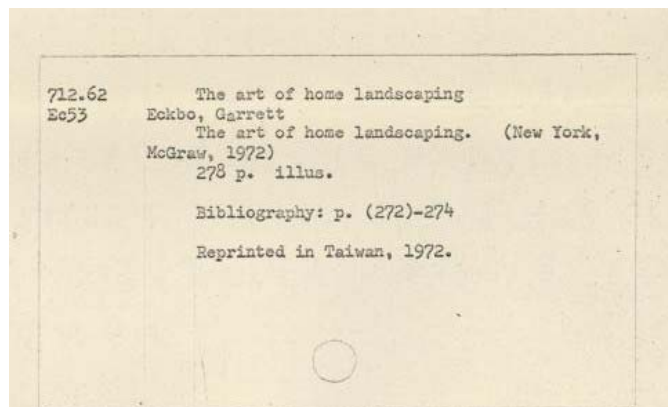 712.62 The art of home landscaping
Ec53 Eckbo, Garrett
The art of home landscaping. (New York,
McGraw, 1972)
278 p. illus.
Bibliography: p. (272)-274
Reprinted in Taiwan, 1972.